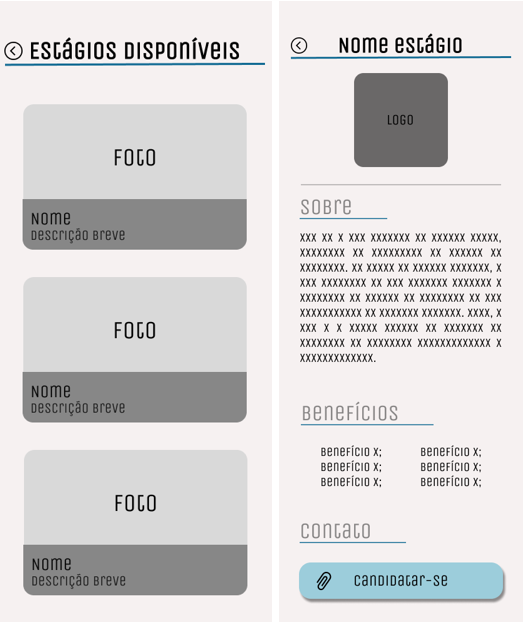 Estágios Disponíveis
Foto
Nome
Descrição Breve
Foto
Nome
Descrição Breve
Foto
Nome
Descrição Breve
Nome Estágio
LOGO
Sobre
XXX XX X XXX XXXXXXX XX XXXXXX XXXXX,
XXXXXXXX XX XXXXXXXXX XX XXXXXX XX
XXXXXXXX. XX XXXXX XX XXXXXX XXXXXXX, X
XXX XXXXXXXX XX XXX XXXXXXX XXXXXXX X
XXXXXXXX XX XXXXXX XX XXXXXXXX XX XXX
XXXXXXXXXXX XX XXXXXXX XXXXXXX. XXXX, X
XXX X X XXXXX XXXXXX XX XXXXXXX XX
XXXXXXXX XX XXXXXXXX XXXXXXXXXXXXX X
XXXXXXXXXXXXX.
Benefícios
Benefício X; Benefício X;
Benefício X; Benefício X;
Benefício X; Benefício X;
Contato
Candidatar-se